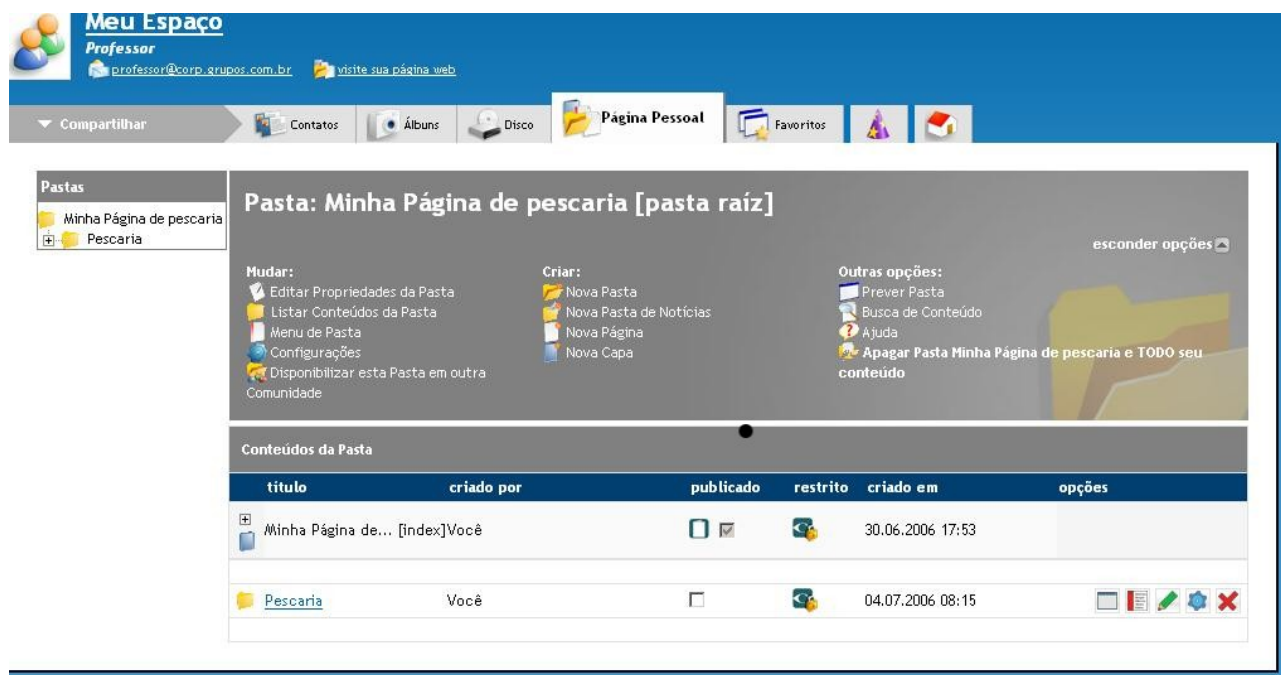 Meu Espaço
Professor
professor@corp.grupos.com.br visite sua página web
Compartilhar Contatos Álbuns Disco Página Pessoal Favoritos
Pastas
Minha Página de pescaria
Pescaria
Pasta: Minha Página de pescaria [pasta raíz]
esconder opções
Mudar:
Editar Propriedades da Pasta
Listar Conteúdos da Pasta
Menu de Pasta
Configurações
Disponibilizar esta Pasta em outra
Comunidade
Criar:
Nova Pasta
Nova Pasta de Notícias
Nova Página
Nova Capa
Outras opções:
Prever Pasta
Busca de Conteúdo
Ajuda
Apagar Pasta Minha Página de pescaria e TODO seu
conteúdo
Conteúdos da Pasta
título criado por publicado restrito criado em opções
Minha Página de... [index] Você 30.06.2006 17:53
Pescaria Você 04.07.2006 08:15